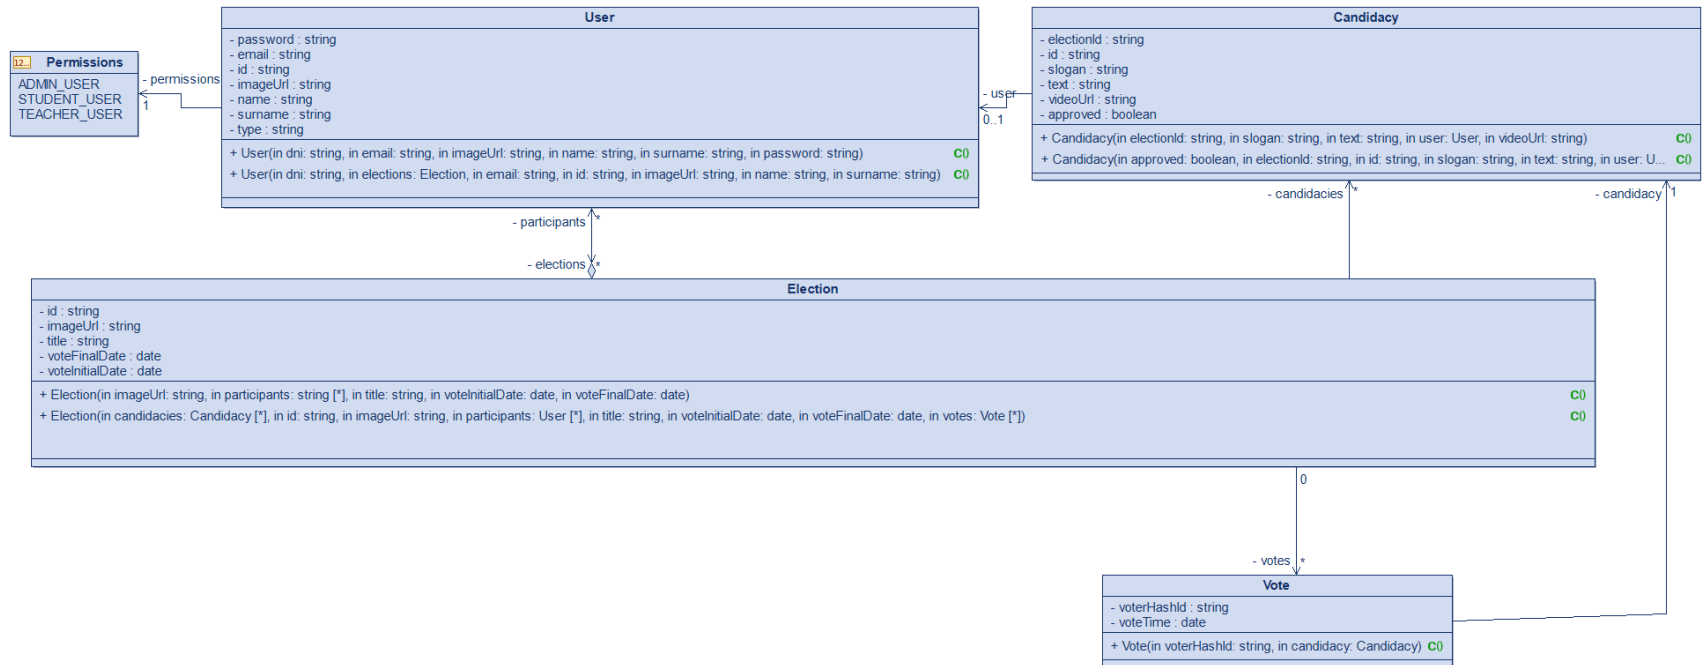 User
- password : string
- email : string
- id : string
- imageUrl : string
- name : string
- surname : string
- type : string
+ User(in dni: string, in email: string, in imageUrl: string, in name: string, in surname: string, in password: string) C()
+ User(in dni: string, in elections: Election, in email: string, in id: string, in imageUrl: string, in name: string, in surname: string) C()
Candidacy
- electionId : string
- id : string
- slogan : string
- text : string
- videoUrl : string
- approved : boolean
+ Candidacy(in electionId: string, in slogan: string, in text: string, in user: User, in videoUrl: string) C()
+ Candidacy(in approved: boolean, in electionId: string, in id: string, in slogan: string, in text: string, in user: U... C()
12... Permissions
ADMIN_USER
STUDENT_USER
TEACHER_USER
- permissions
1
- user
0..1
- participants *
- elections *
- candidacies *
- candidacy 1
Election
- id : string
- imageUrl : string
- title : string
- voteFinalDate : date
- voteInitialDate : date
+ Election(in imageUrl: string, in participants: string [*], in title: string, in voteInitialDate: date, in voteFinalDate: date) C()
+ Election(in candidacies: Candidacy [*], in id: string, in imageUrl: string, in participants: User [*], in title: string, in voteInitialDate: date, in voteFinalDate: date, in votes: Vote [*]) C()
0
- votes *
Vote
- voterHashId : string
- voteTime : date
+ Vote(in voterHashId: string, in candidacy: Candidacy) C()